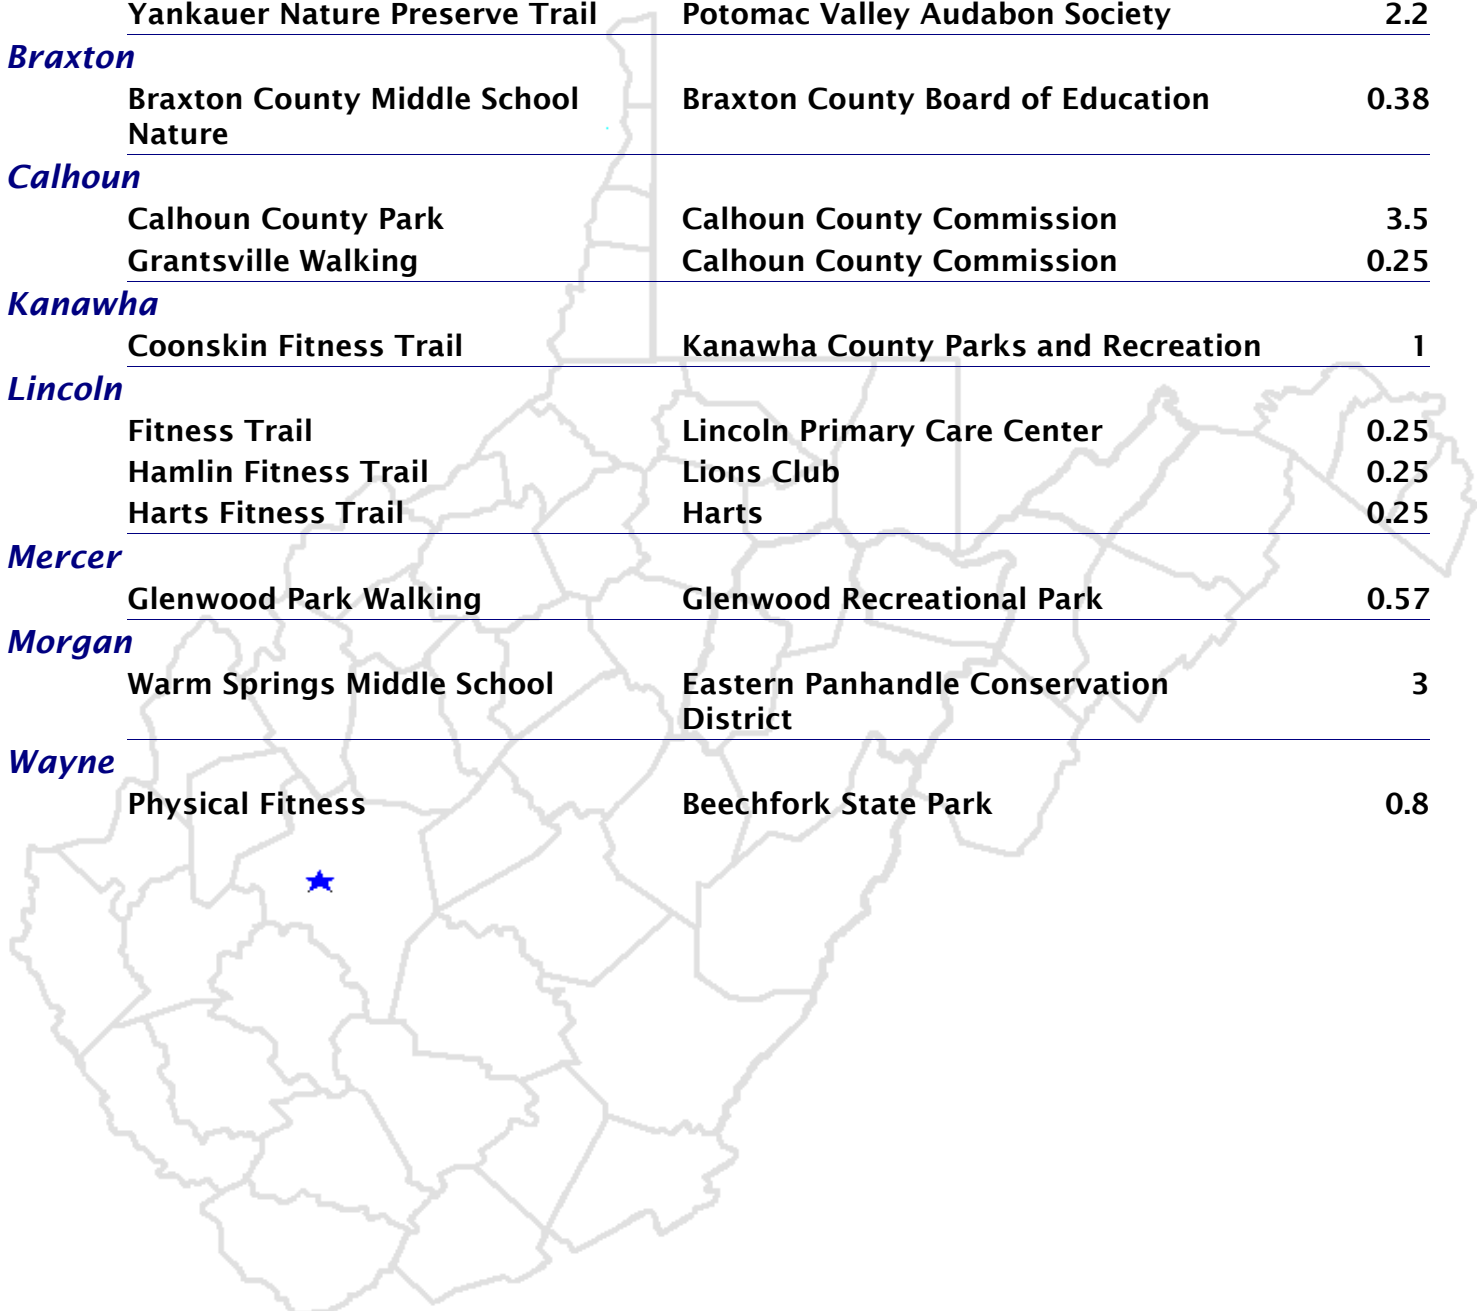 Yankauer Nature Preserve Trail Potomac Valley Audabon Society 2.2
Braxton
Braxton County Middle School Braxton County Board of Education 0.38
Nature
Calhoun
Calhoun County Park Calhoun County Commission 3.5
Grantsville Walking Calhoun County Commission 0.25
Kanawha
Coonskin Fitness Trail Kanawha County Parks and Recreation 1
Lincoln
Fitness Trail Lincoln Primary Care Center 0.25
Hamlin Fitness Trail Lions Club 0.25
Harts Fitness Trail Harts 0.25
Mercer
Glenwood Park Walking Glenwood Recreational Park 0.57
Morgan
Warm Springs Middle School Eastern Panhandle Conservation 3
District
Wayne
Physical Fitness Beechfork State Park 0.8